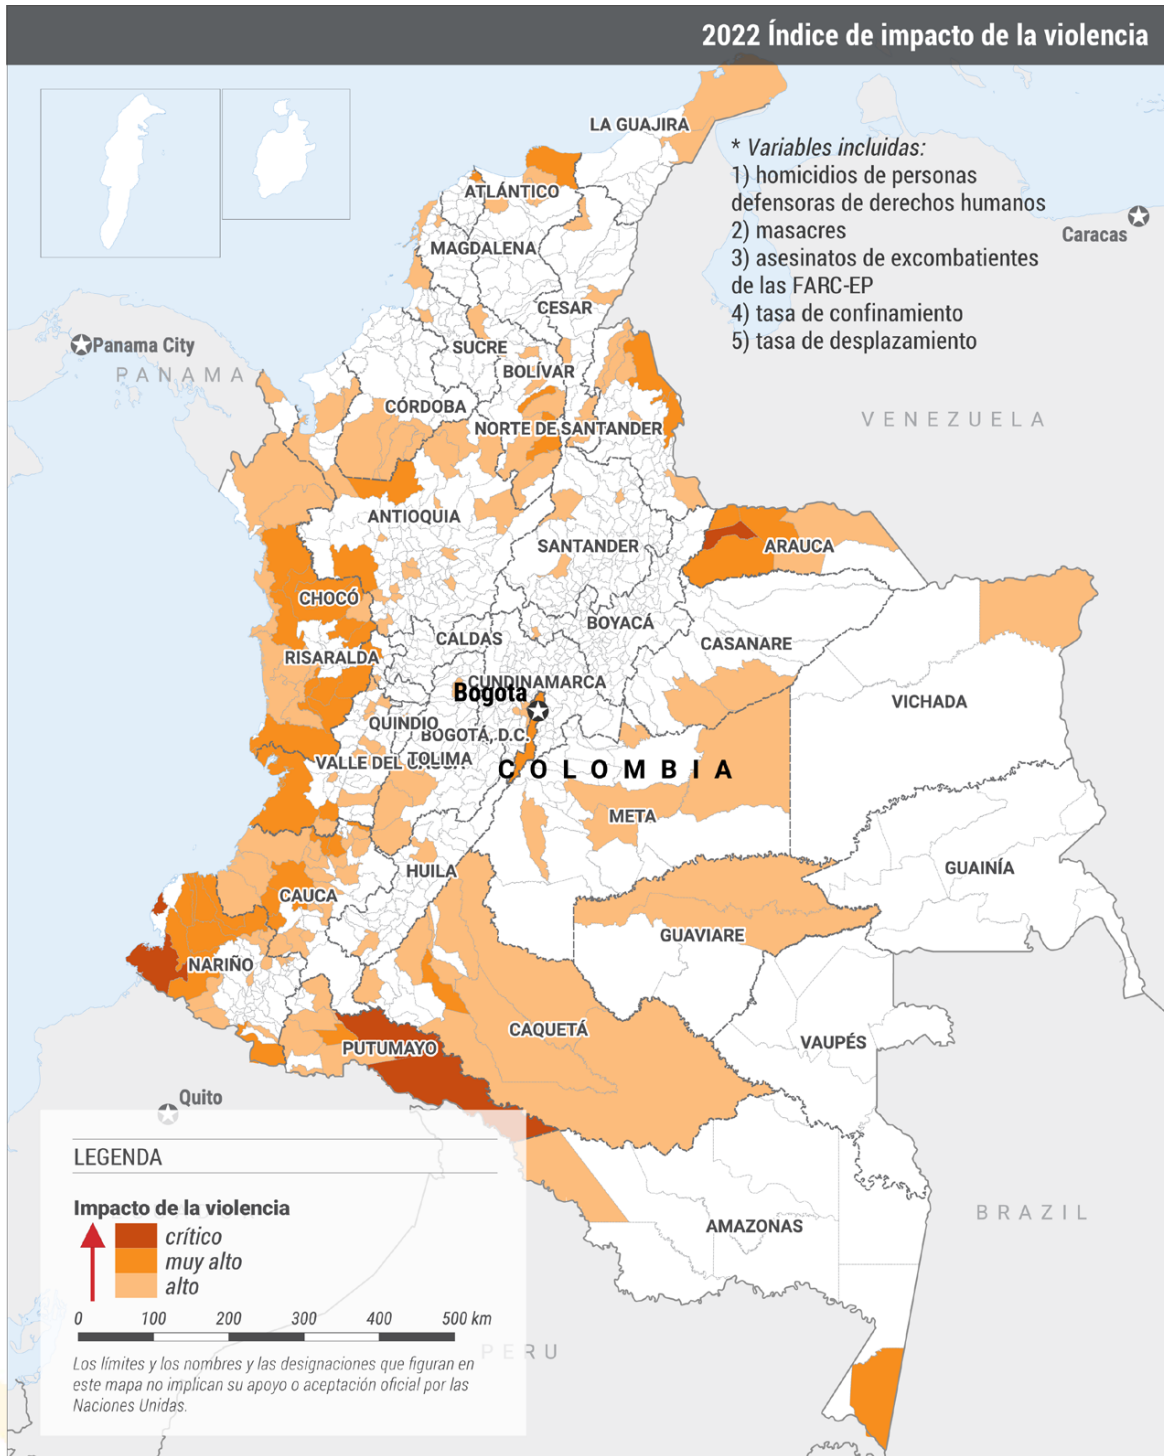 2022 Índice de impacto de la violencia
LA GUAJIRA
* Variables incluidas:
1) homicidios de personas
defensoras de derechos humanos
2) masacres
3) asesinatos de excombatientes
de las FARC-EP
4) tasa de confinamiento
5) tasa de desplazamiento
ATLÁNTICO
Caracas
MAGDALENA
CESAR
Panama City
PANAMA
SUCRE
BOLÍVAR
CÓRDOBA
VENEZUELA
NORTE DE SANTANDER
ANTIOQUIA
SANTANDER
ARAUCA
CHOCÓ
BOYACÁ
CALDAS
CASANARE
RISARALDA
CUNDINAMARCA
Bogota
VICHADA
QUINDIO
BOGOTÁ, D.C.
VALLE DEL CAUCA
TOLIMA
COLOMBIA
META
HUILA
GUAINÍA
CAUCA
GUAVIARE
NARIÑO
CAQUETÁ
VAUPÉS
PUTUMAYO
Quito
LEGENDA
Impacto de la violencia
crítico
muy alto
alto
BRAZIL
AMAZONAS
0 100 200 300 400 500 km
PERU
Los límites y los nombres y las designaciones que figuran en
este mapa no implican su apoyo o aceptación oficial por las
Naciones Unidas.